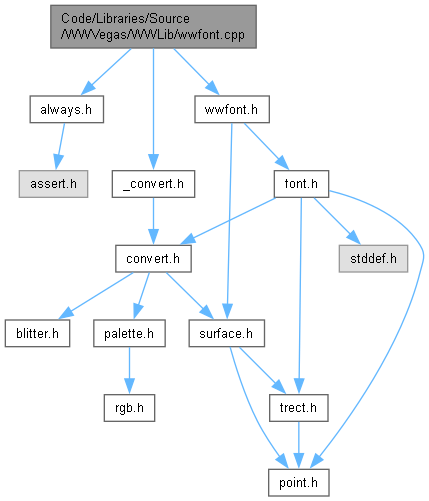 Code/Libraries/Source
/WWVegas/WWLib/wwfont.cpp
always.h
wwfont.h
assert.h
_convert.h
font.h
convert.h
stddef.h
blitter.h
palette.h
surface.h
rgb.h
trect.h
point.h